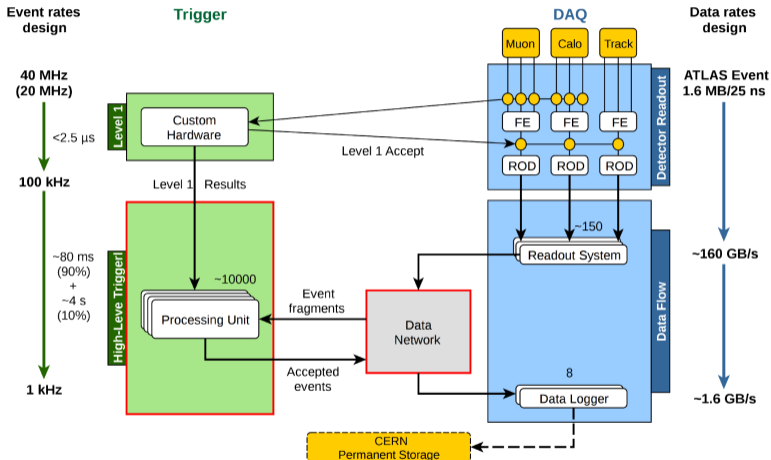 Event rates
design
Trigger
DAQ
Data rates
design
Muon
Calo
Track
40 MHz
(20 MHz)
ATLAS Event
1.6 MB/25 ns
Level 1
Custom
Hardware
<2.5 µs
FE
FE
FE
Detector Readout
Level 1 Accept
ROD
ROD
ROD
100 kHz
Level 1 Results
~150
Readout System
~160 GB/s
~80 ms
(90%)
+
~4 s
(10%)
High-Leve Triggerl
~10000
Processing Unit
Event
fragments
Data
Network
Data Flow
Accepted
events
8
Data Logger
1 kHz
~1.6 GB/s
CERN
Permanent Storage